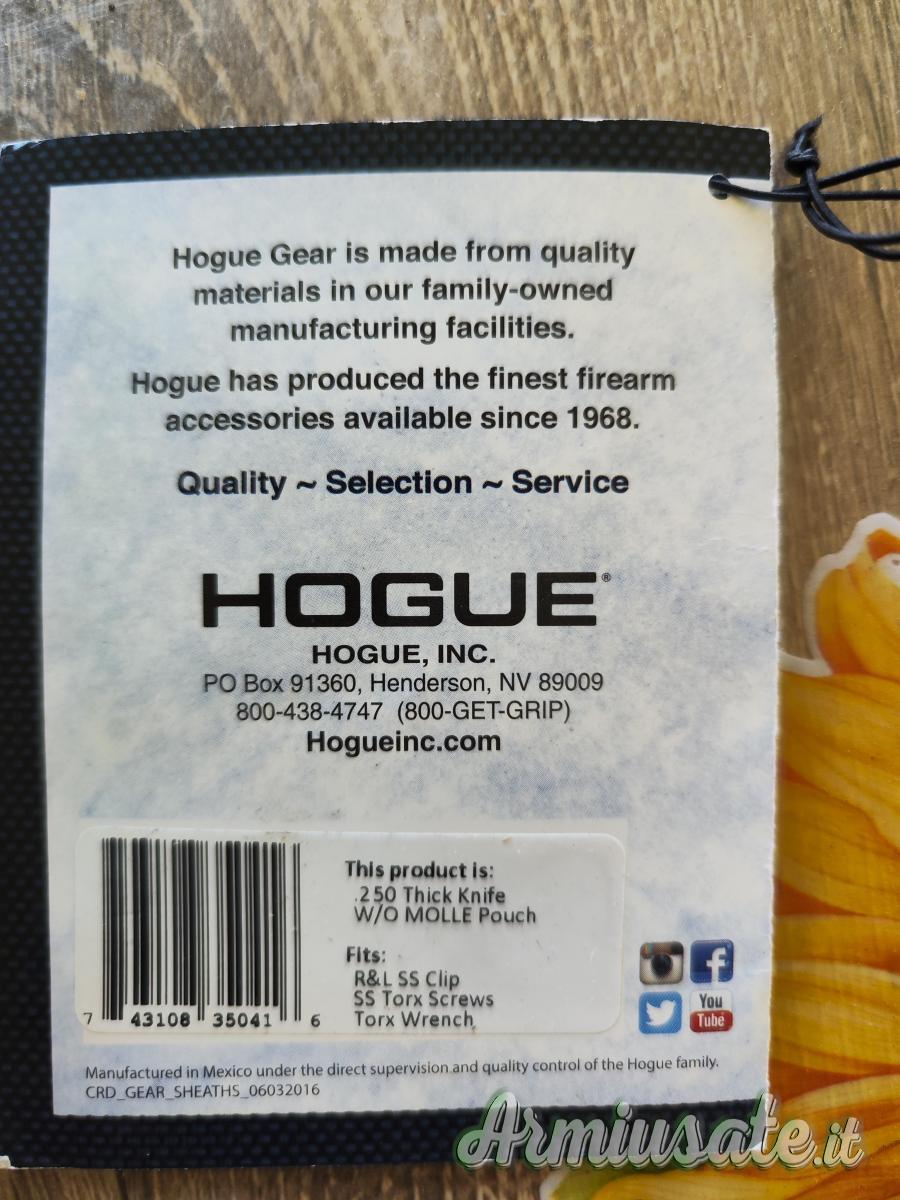 Hogue Gear is made from quality
materials in our family-owned
manufacturing facilities.
Hogue has produced the finest firearm
accessories available since 1968.
Quality ~ Selection ~ Service
HOGUE®
HOGUE, INC.
PO Box 91360, Henderson, NV 89009
800-438-4747 (800-GET-GRIP)
Hogueinc.com
This product is:
.250 Thick Knife
W/O MOLLE Pouch
Fits:
R&L SS Clip
SS Torx Screws
Torx Wrench
7 43108 35041 6
You
Tube
Manufactured in Mexico under the direct supervision and quality control of the Hogue family.
CRD_GEAR_SHEATHS_06032016
Armiusate.it